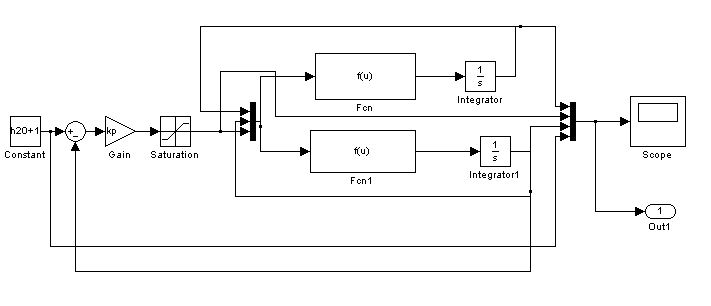 f(u)
1
s
Fcn
Integrator
h20+1
+
−
kp
Constant
Gain
Saturation
f(u)
1
s
Fcn1
Integrator1
Scope
1
Out1